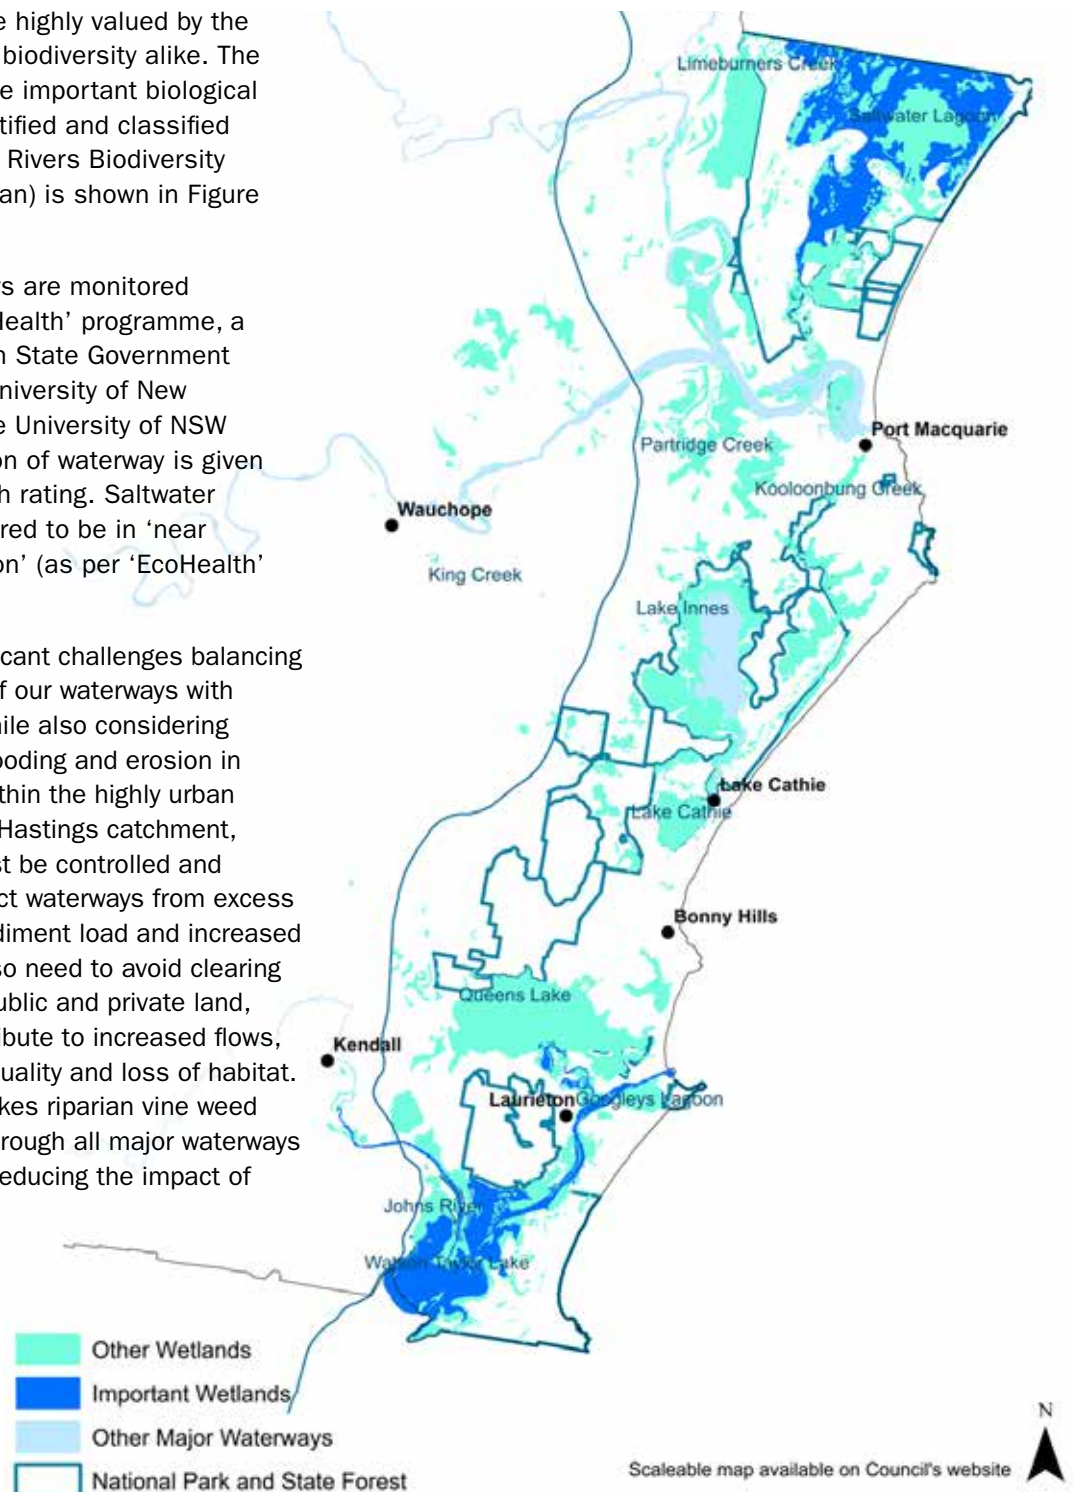 e highly valued by the
biodiversity alike. The
e important biological
tified and classified
Rivers Biodiversity
an) is shown in Figure
s are monitored
Health’ programme, a
n State Government
niversity of New
e University of NSW
on of waterway is given
h rating. Saltwater
red to be in ‘near
on’ (as per ‘EcoHealth’
cant challenges balancing
f our waterways with
ile also considering
ooding and erosion in
thin the highly urban
Hastings catchment,
st be controlled and
ct waterways from excess
diment load and increased
so need to avoid clearing
ublic and private land,
ibute to increased flows,
uality and loss of habitat.
kes riparian vine weed
rough all major waterways
educing the impact of
Limeburners Creek
Saltwater Lagoon
Port Macquarie
Partridge Creek
Kooloonbung Creek
Wauchope
King Creek
Lake Innes
Lake Cathie
Lake Cathie
Bonny Hills
Queens Lake
Kendall
Laurieton
Googleys Lagoon
Johns River
Watson Taylor Lake
Other Wetlands
Important Wetlands
Other Major Waterways
National Park and State Forest
Scaleable map available on Council's website
N